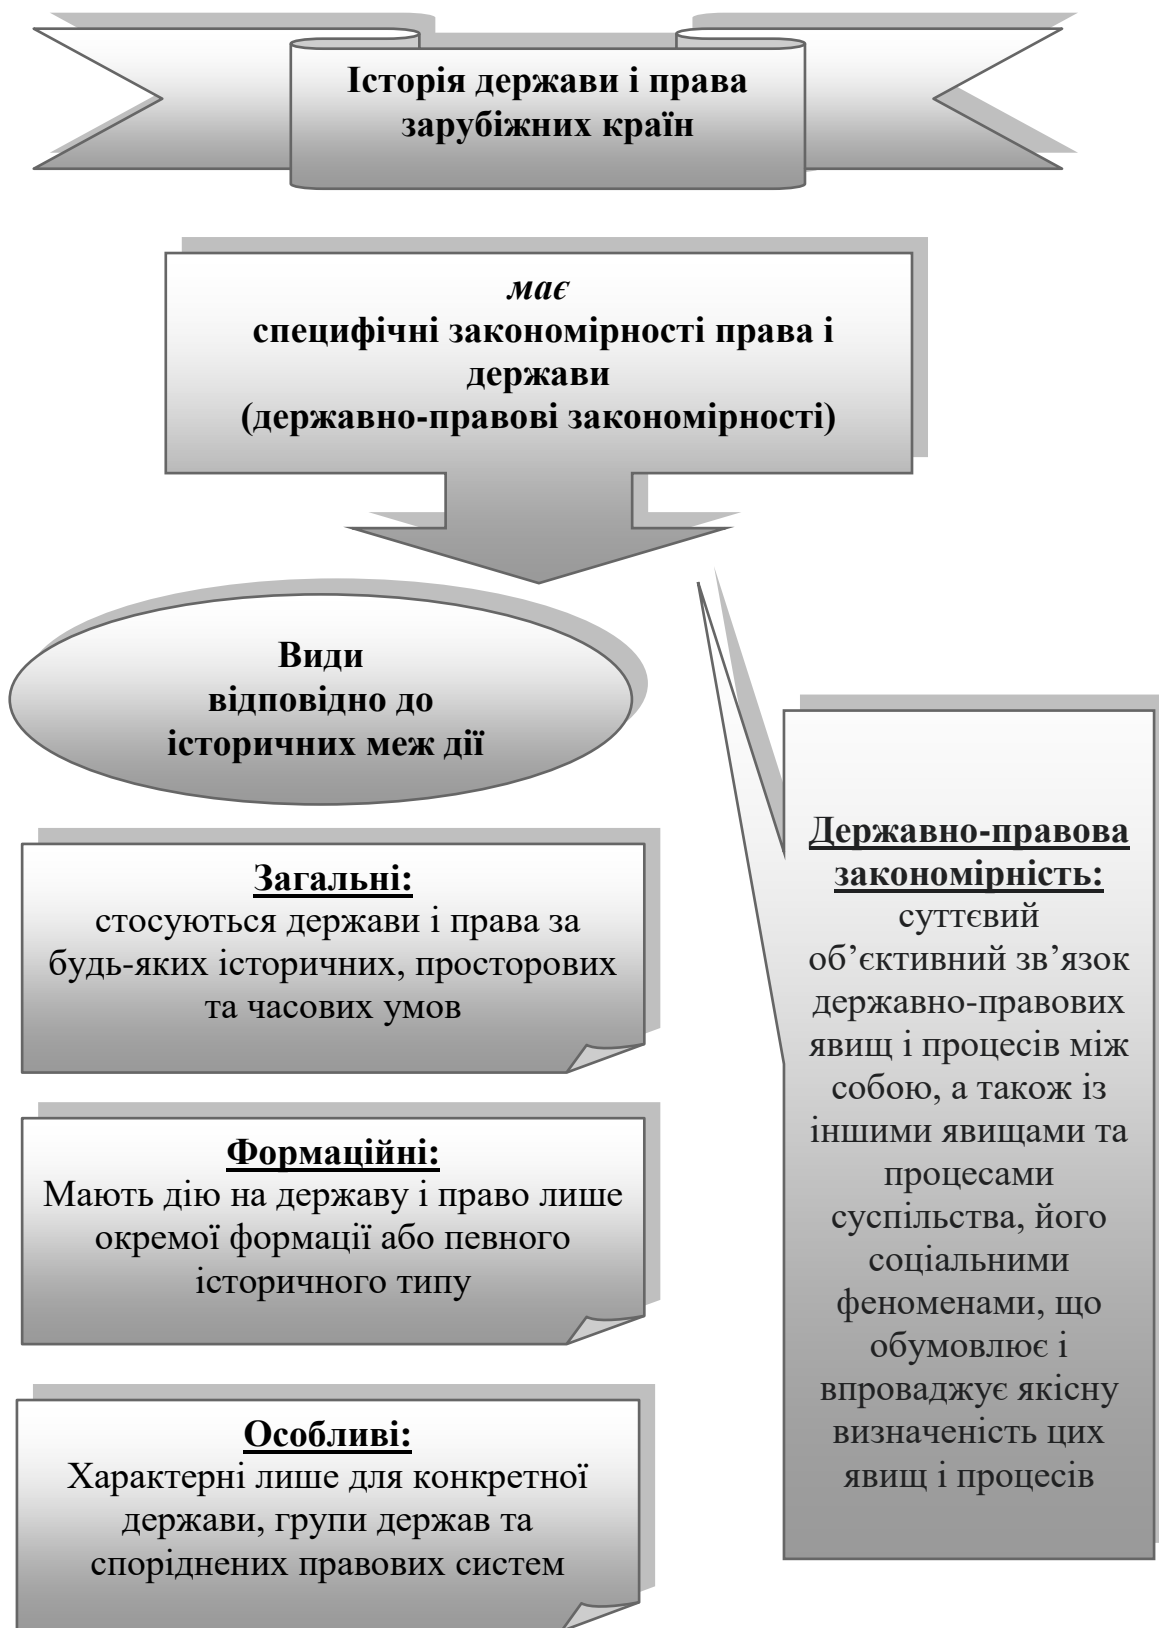 Історія держави і права
зарубіжних країн
має
специфічні закономірності права і
держави
(державно-правові закономірності)
Види
відповідно до
історичних меж дії
Загальні:
стосуються держави і права за
будь-яких історичних, просторових
та часових умов
Формаційні:
Мають дію на державу і право лише
окремої формації або певного
історичного типу
Особливі:
Характерні лише для конкретної
держави, групи держав та
споріднених правових систем
Державно-правова
закономірність:
суттєвий
об’єктивний зв’язок
державно-правових
явищ і процесів між
собою, а також із
іншими явищами та
процесами
суспільства, його
соціальними
феноменами, що
обумовлює і
впроваджує якісну
визначеність цих
явищ і процесів